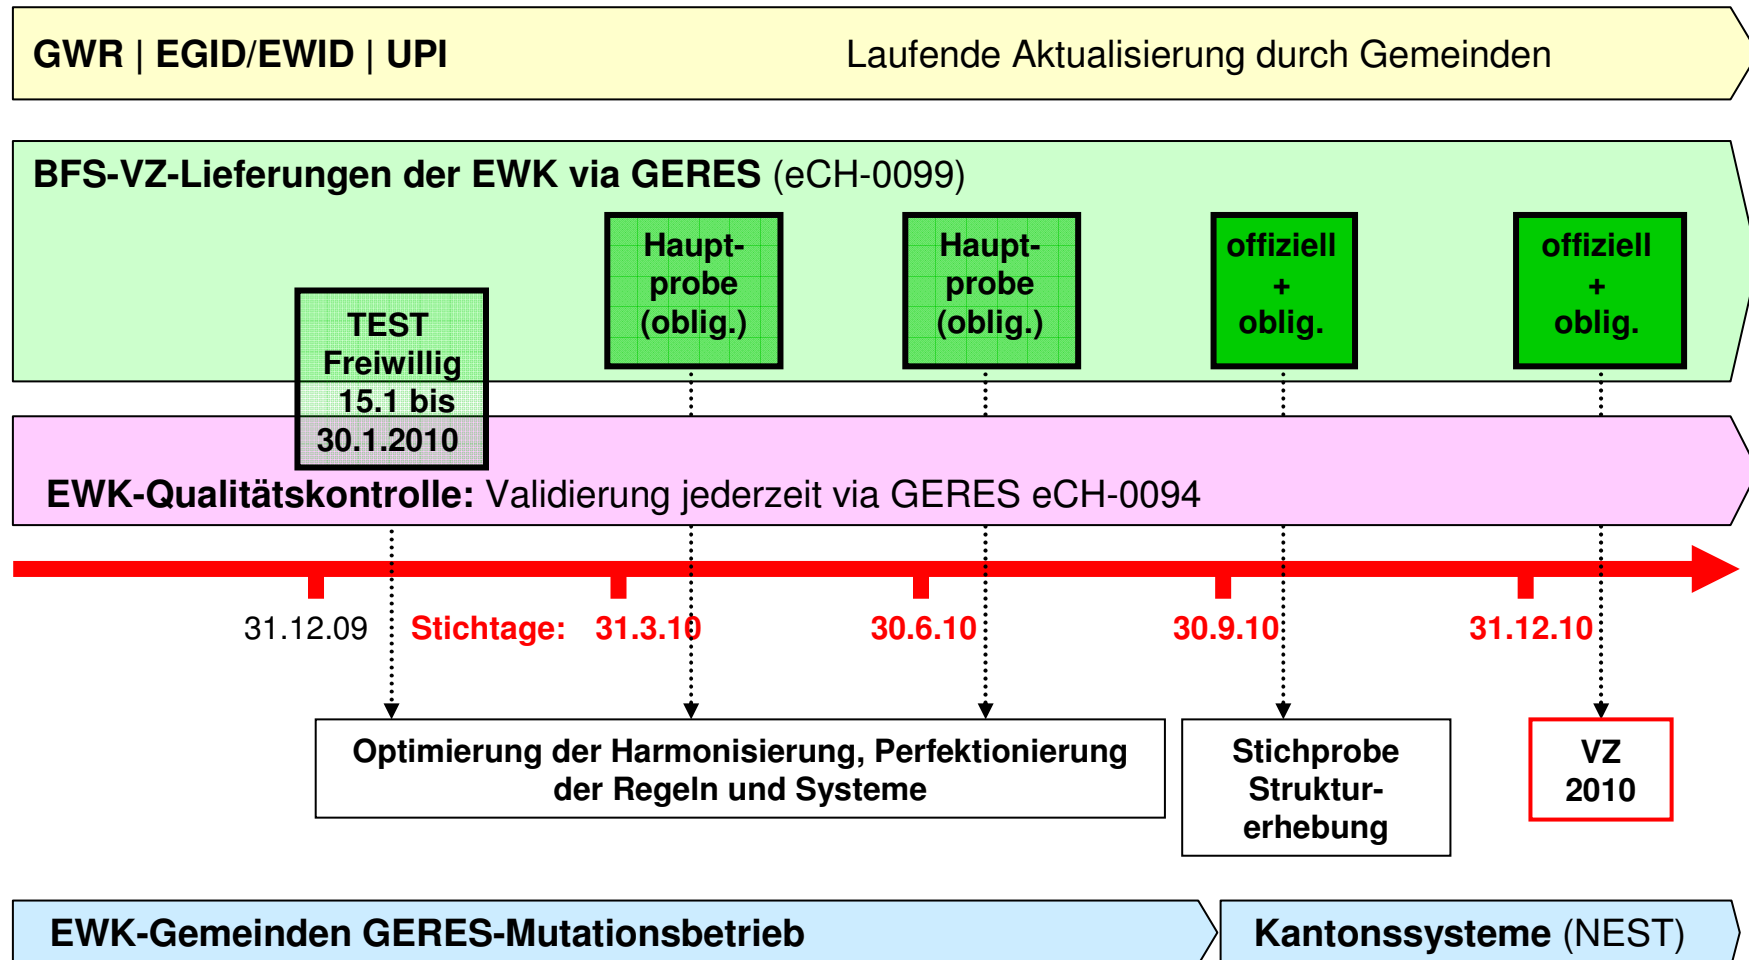 GWR | EGID/EWID | UPI Laufende Aktualisierung durch Gemeinden
BFS-VZ-Lieferungen der EWK via GERES (eCH-0099)
TEST
Freiwillig
15.1 bis
30.1.2010
Haupt-
probe
(oblig.)
Haupt-
probe
(oblig.)
offiziell
+
oblig.
offiziell
+
oblig.
EWK-Qualitätskontrolle: Validierung jederzeit via GERES eCH-0094
31.12.09 Stichtage: 31.3.10 30.6.10 30.9.10 31.12.10
Optimierung der Harmonisierung, Perfektionierung
der Regeln und Systeme
Stichprobe
Struktur-
erhebung
VZ
2010
EWK-Gemeinden GERES-Mutationsbetrieb
Kantonssysteme (NEST)